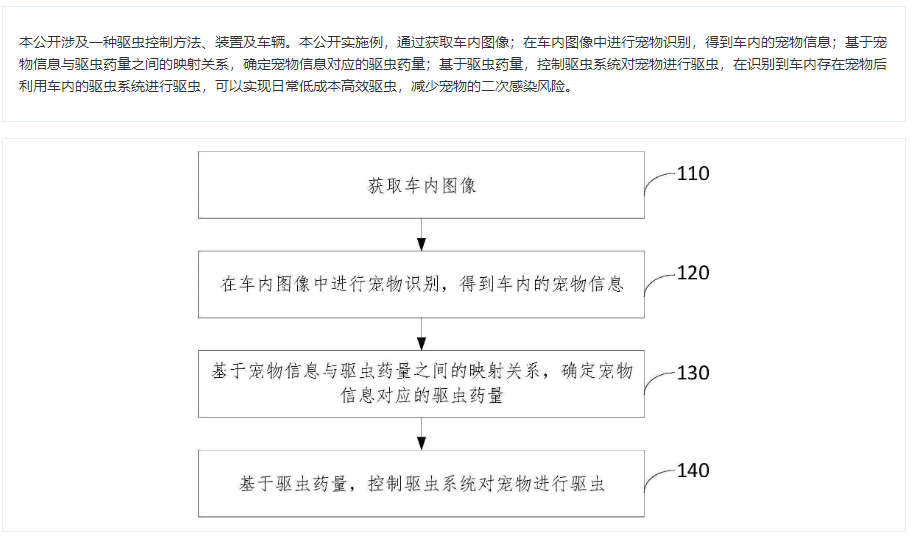 本公开涉及一种驱虫控制方法、装置及车辆。本公开实施例，通过获取车内图像；在车内图像中进行宠物识别，得到车内的宠物信息；基于宠
物信息与驱虫药量之间的映射关系，确定宠物信息对应的驱虫药量；基于驱虫药量，控制驱虫系统对宠物进行驱虫，在识别到车内存在宠物后
利用车内的驱虫系统进行驱虫，可以实现日常低成本高效驱虫，减少宠物的二次感染风险。
获取车内图像
110
在车内图像中进行宠物识别，得到车内的宠物信息
120
基于宠物信息与驱虫药量之间的映射关系，确定宠物
信息对应的驱虫药量
130
基于驱虫药量，控制驱虫系统对宠物进行驱虫
140